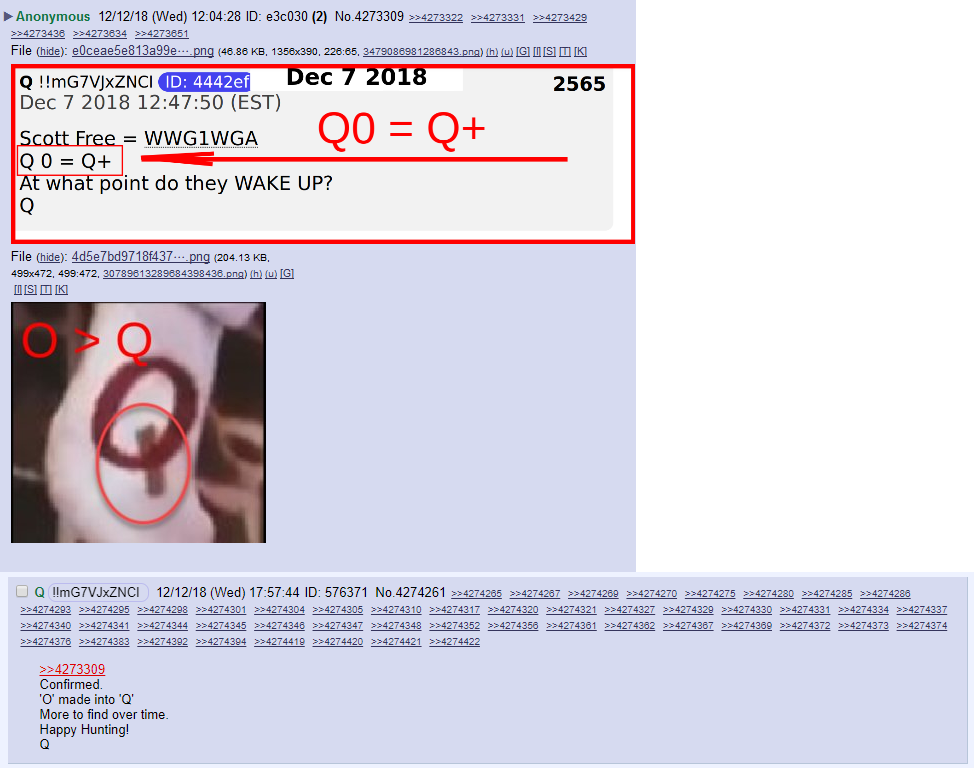 ▶Anonymous 12/12/18 (Wed) 12:04:28 ID: e3c030 (2) No.4273309 >>4273322 >>4273331 >>4273429
>>4273436 >>4273634 >>4273651
File (hide): e0ceae5e813a99e⋯.png (46.86 KB, 1356x390, 226:65, 3479086981286843.png) (h) (u) [G] [I] [S] [T] [K]
Q !!mG7VJxZNCI ID: 4442ef Dec 7 2018 2565
Dec 7 2018 12:47:50 (EST)
Q0 = Q+
Scott Free = WWG1WGA
Q 0 = Q+
At what point do they WAKE UP?
Q
File (hide): 4d5e7bd9718f437⋯.png (204.13 KB,
499x472, 499:472, 30789613289684398436.png) (h) (u) [G]
[I] [S] [T] [K]
O > Q
Q
Q !!mG7VJxZNCI 12/12/18 (Wed) 17:57:44 ID: 576371 No.4274261 >>4274265 >>4274267 >>4274269 >>4274270 >>4274275 >>4274280 >>4274285 >>4274286
>>4274293 >>4274295 >>4274298 >>4274301 >>4274304 >>4274305 >>4274310 >>4274317 >>4274320 >>4274321 >>4274327 >>4274329 >>4274330 >>4274331 >>4274334 >>4274337
>>4274340 >>4274341 >>4274344 >>4274345 >>4274346 >>4274347 >>4274348 >>4274352 >>4274356 >>4274361 >>4274362 >>4274367 >>4274369 >>4274372 >>4274373 >>4274374
>>4274376 >>4274383 >>4274392 >>4274394 >>4274419 >>4274420 >>4274421 >>4274422
>>4273309
Confirmed.
'O' made into 'Q'
More to find over time.
Happy Hunting!
Q